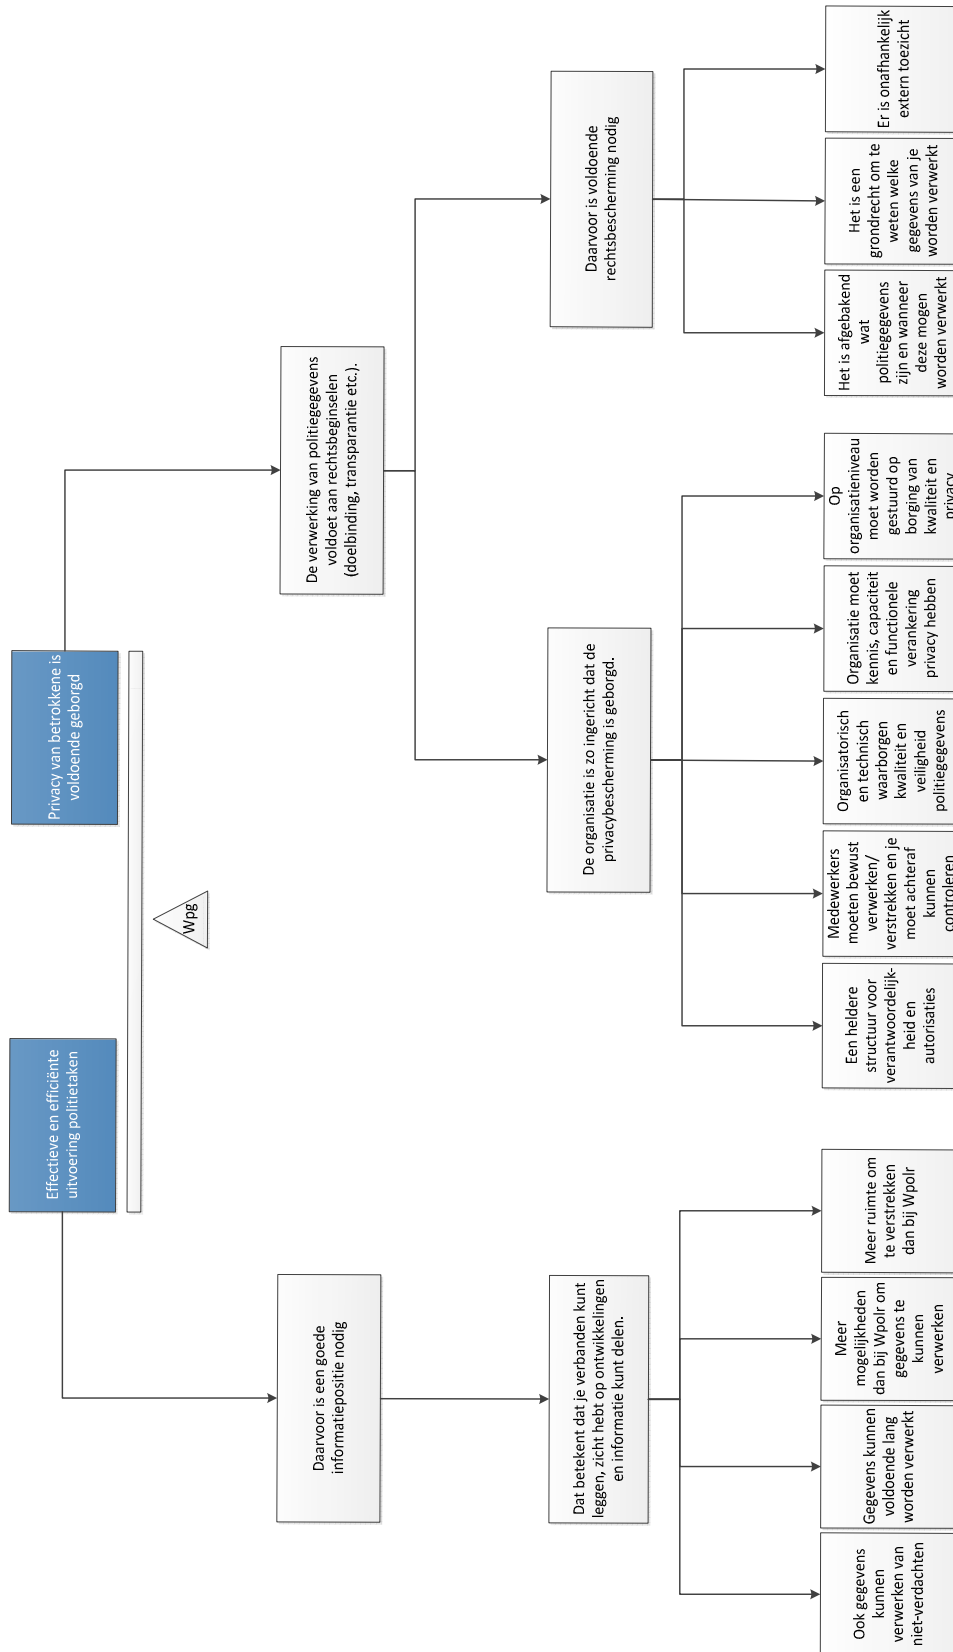 Effectieve en efficiënte
uitvoering politietaken
Privacy van betrokkene is
voldoende geborgd
Wpg
Daarvoor is een goede
informatiepositie nodig
De verwerking van politiegegevens
voldoet aan rechtsbeginselen
(doelbinding, transparantie etc.).
Dat betekent dat je verbanden kunt
leggen, zicht hebt op ontwikkelingen
en informatie kunt delen.
De organisatie is zo ingericht dat de
privacybescherming is geborgd.
Daarvoor is voldoende
rechtsbescherming nodig
Ook gegevens
kunnen
verwerken van
niet-verdachten
Gegevens kunnen
voldoende lang
worden verwerkt
Meer
mogelijkheden
dan bij Wpolr om
gegevens te
kunnen
verwerken
Meer ruimte om
te verstrekken
dan bij Wpolr
Een heldere
structuur voor
verantwoordelijk-
heid en
autorisaties
Medewerkers
moeten bewust
verwerken/
verstrekken en je
moet achteraf
kunnen
controleren
Organisatorisch
en technisch
waarborgen
kwaliteit en
veiligheid
politiegegevens
Organisatie moet
kennis, capaciteit
en functionele
verankering
privacy hebben
Op
organisatieniveau
moet worden
gestuurd op
borging van
kwaliteit en
privacy
Het is afgebakend
wat
politiegegevens
zijn en wanneer
deze mogen
worden verwerkt
Het is een
grondrecht om te
weten welke
gegevens van je
worden verwerkt
Er is onafhankelijk
extern toezicht